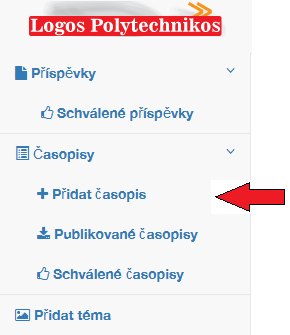 Logos Polytechnikos
Příspěvky
Schválené příspěvky
Časopisy
Přidat časopis
Publikované časopisy
Schválené časopisy
Přidat téma